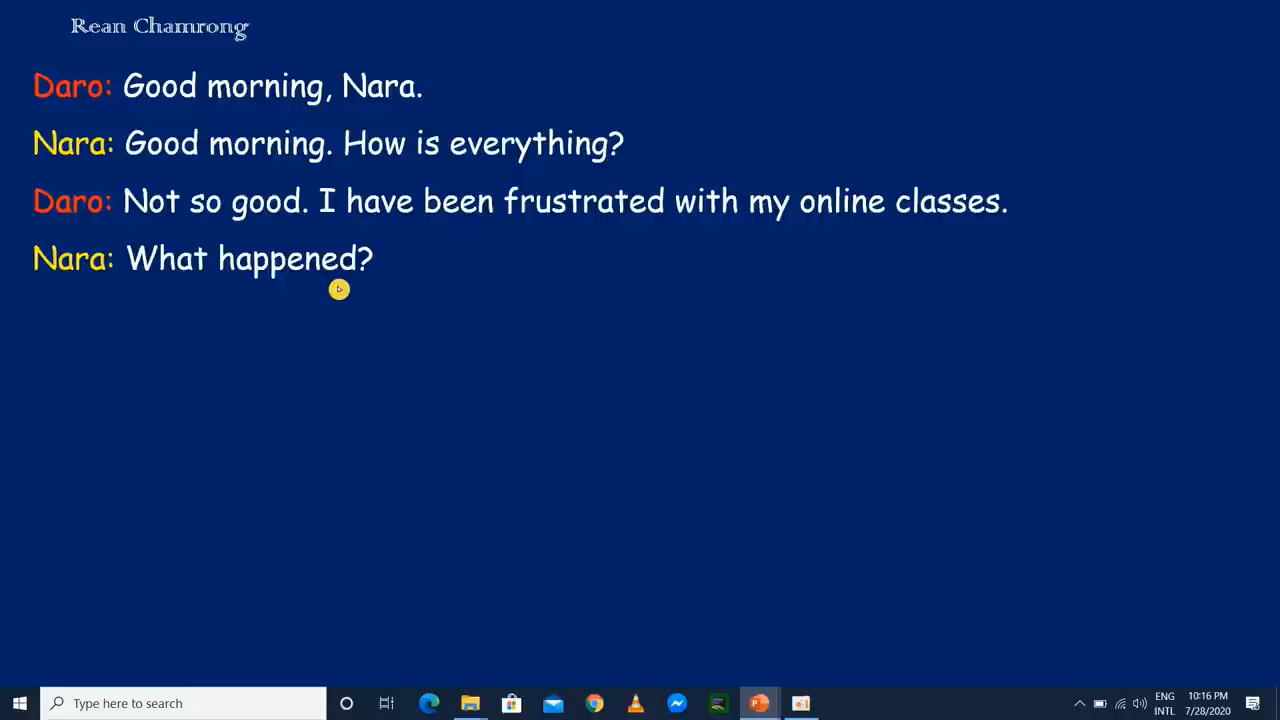 Rean Chamrong
Daro: Good morning, Nara.
Nara: Good morning. How is everything?
Daro: Not so good. I have been frustrated with my online classes.
Nara: What happened?
Type here to search
ENG
INTL
10:16 PM
7/28/2020